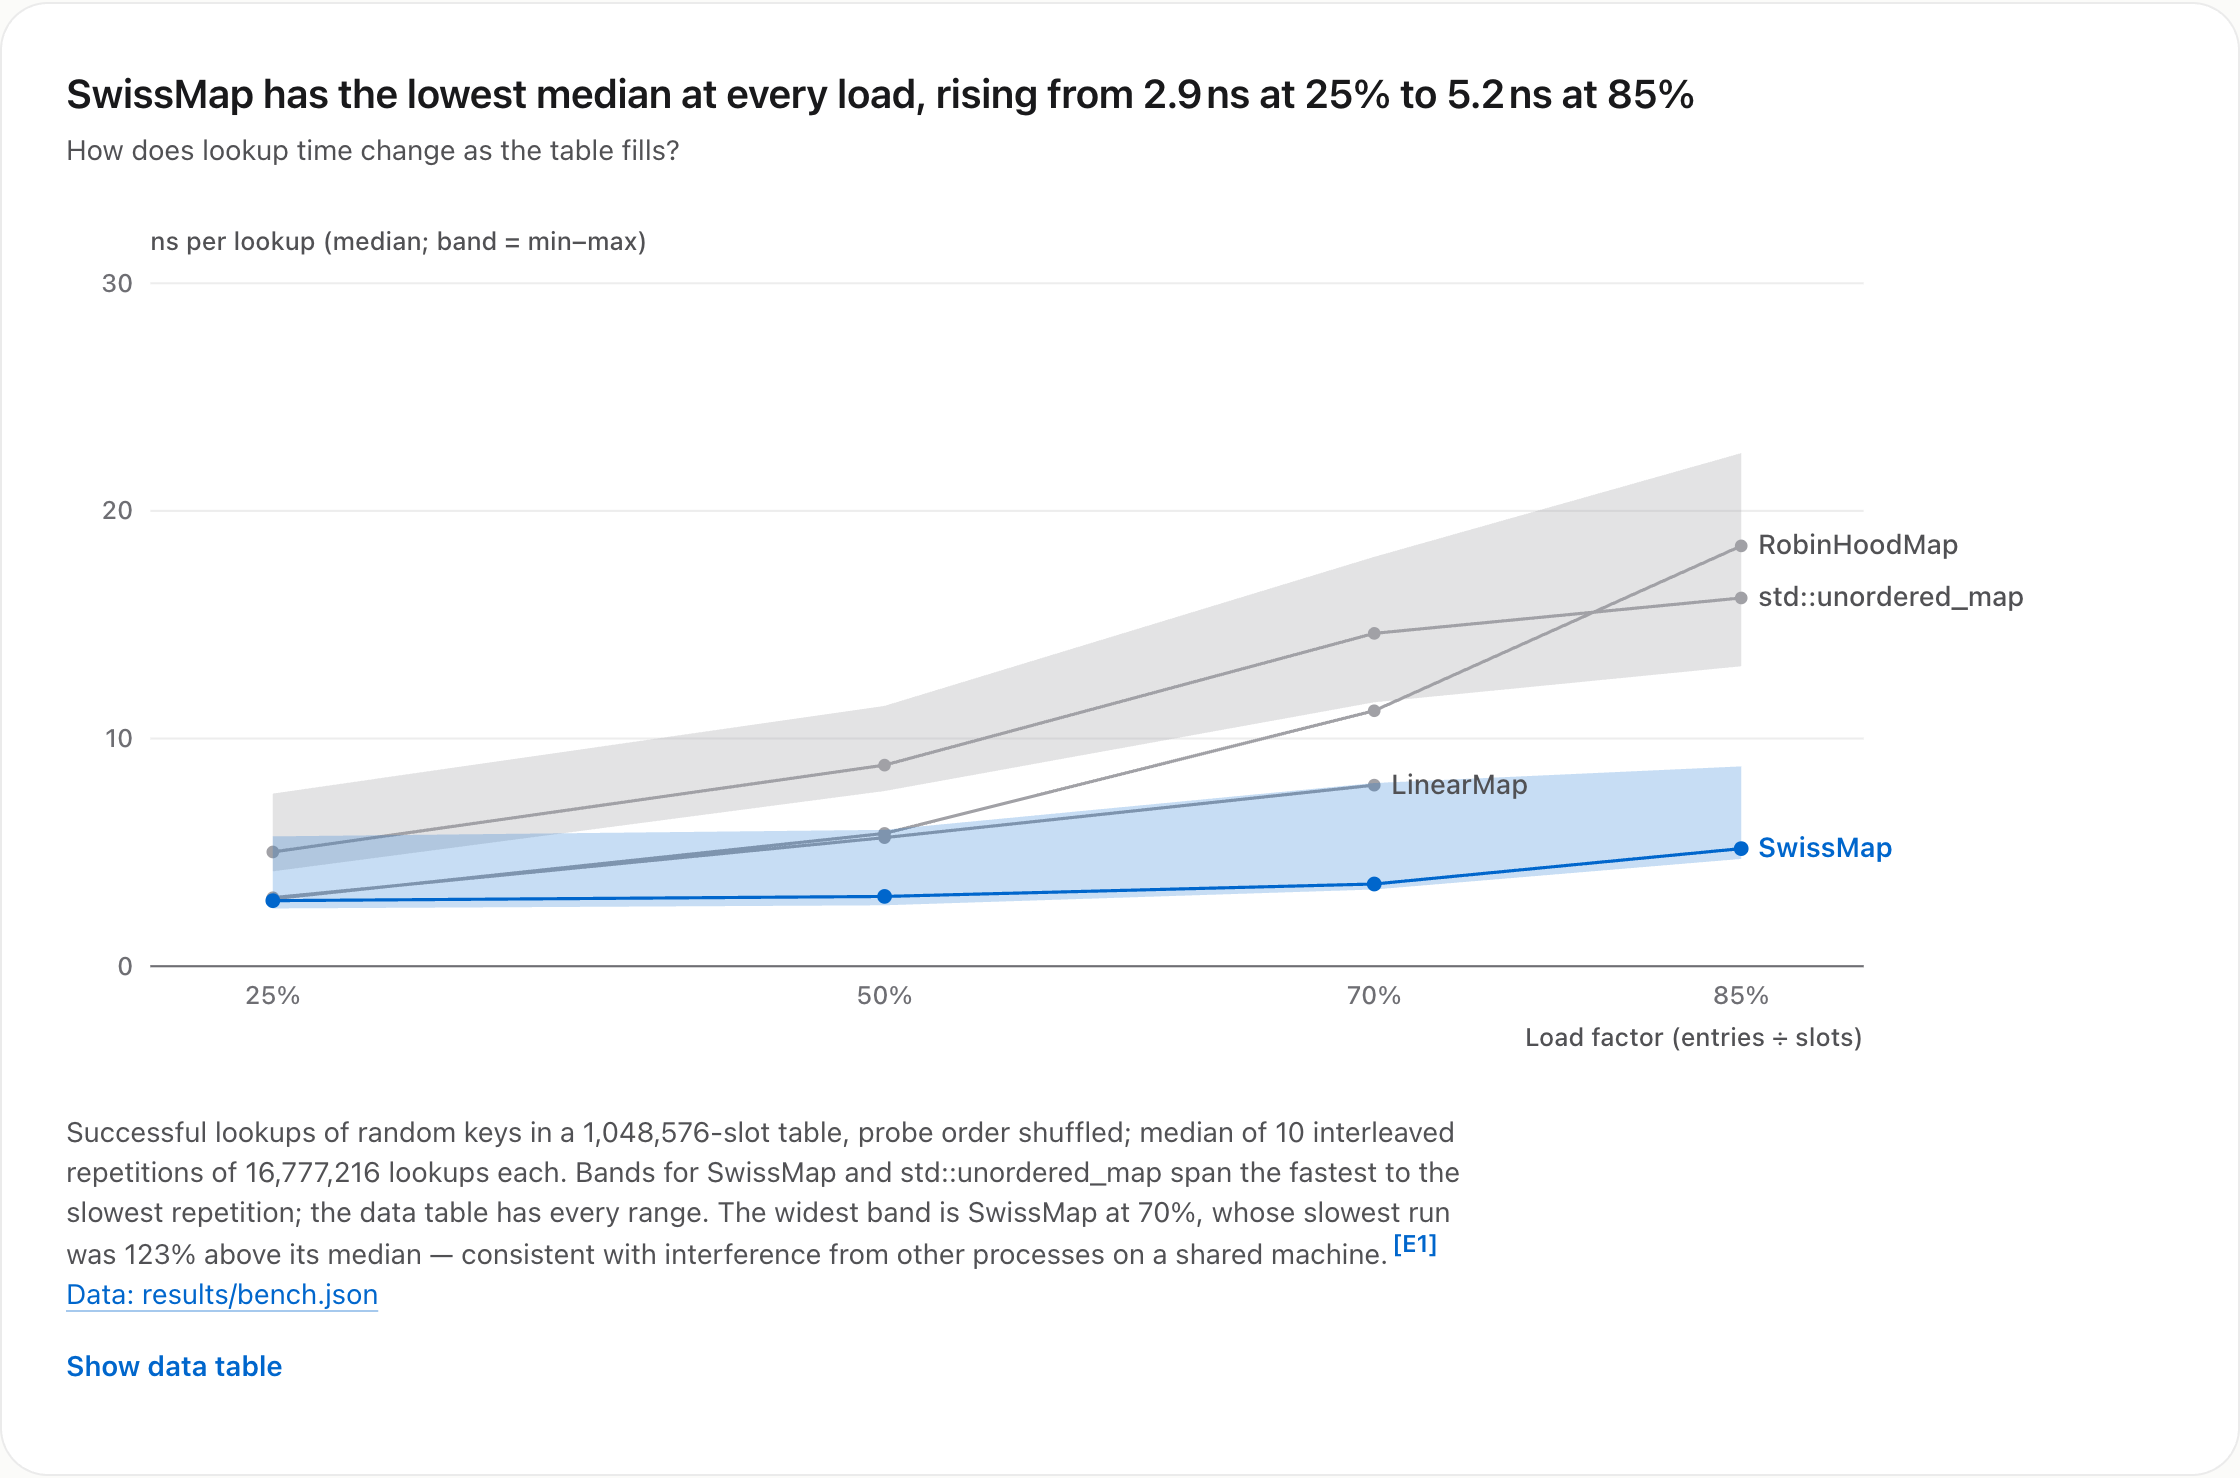 SwissMap has the lowest median at every load, rising from 2.9 ns at 25% to 5.2 ns at 85%
How does lookup time change as the table fills?
ns per lookup (median; band = min–max)
30
20
10
0
RobinHoodMap
std::unordered_map
LinearMap
SwissMap
25%
50%
70%
85%
Load factor (entries ÷ slots)
Successful lookups of random keys in a 1,048,576-slot table, probe order shuffled; median of 10 interleaved
repetitions of 16,777,216 lookups each. Bands for SwissMap and std::unordered_map span the fastest to the
slowest repetition; the data table has every range. The widest band is SwissMap at 70%, whose slowest run
was 123% above its median — consistent with interference from other processes on a shared machine. [E1]
Data: results/bench.json
Show data table